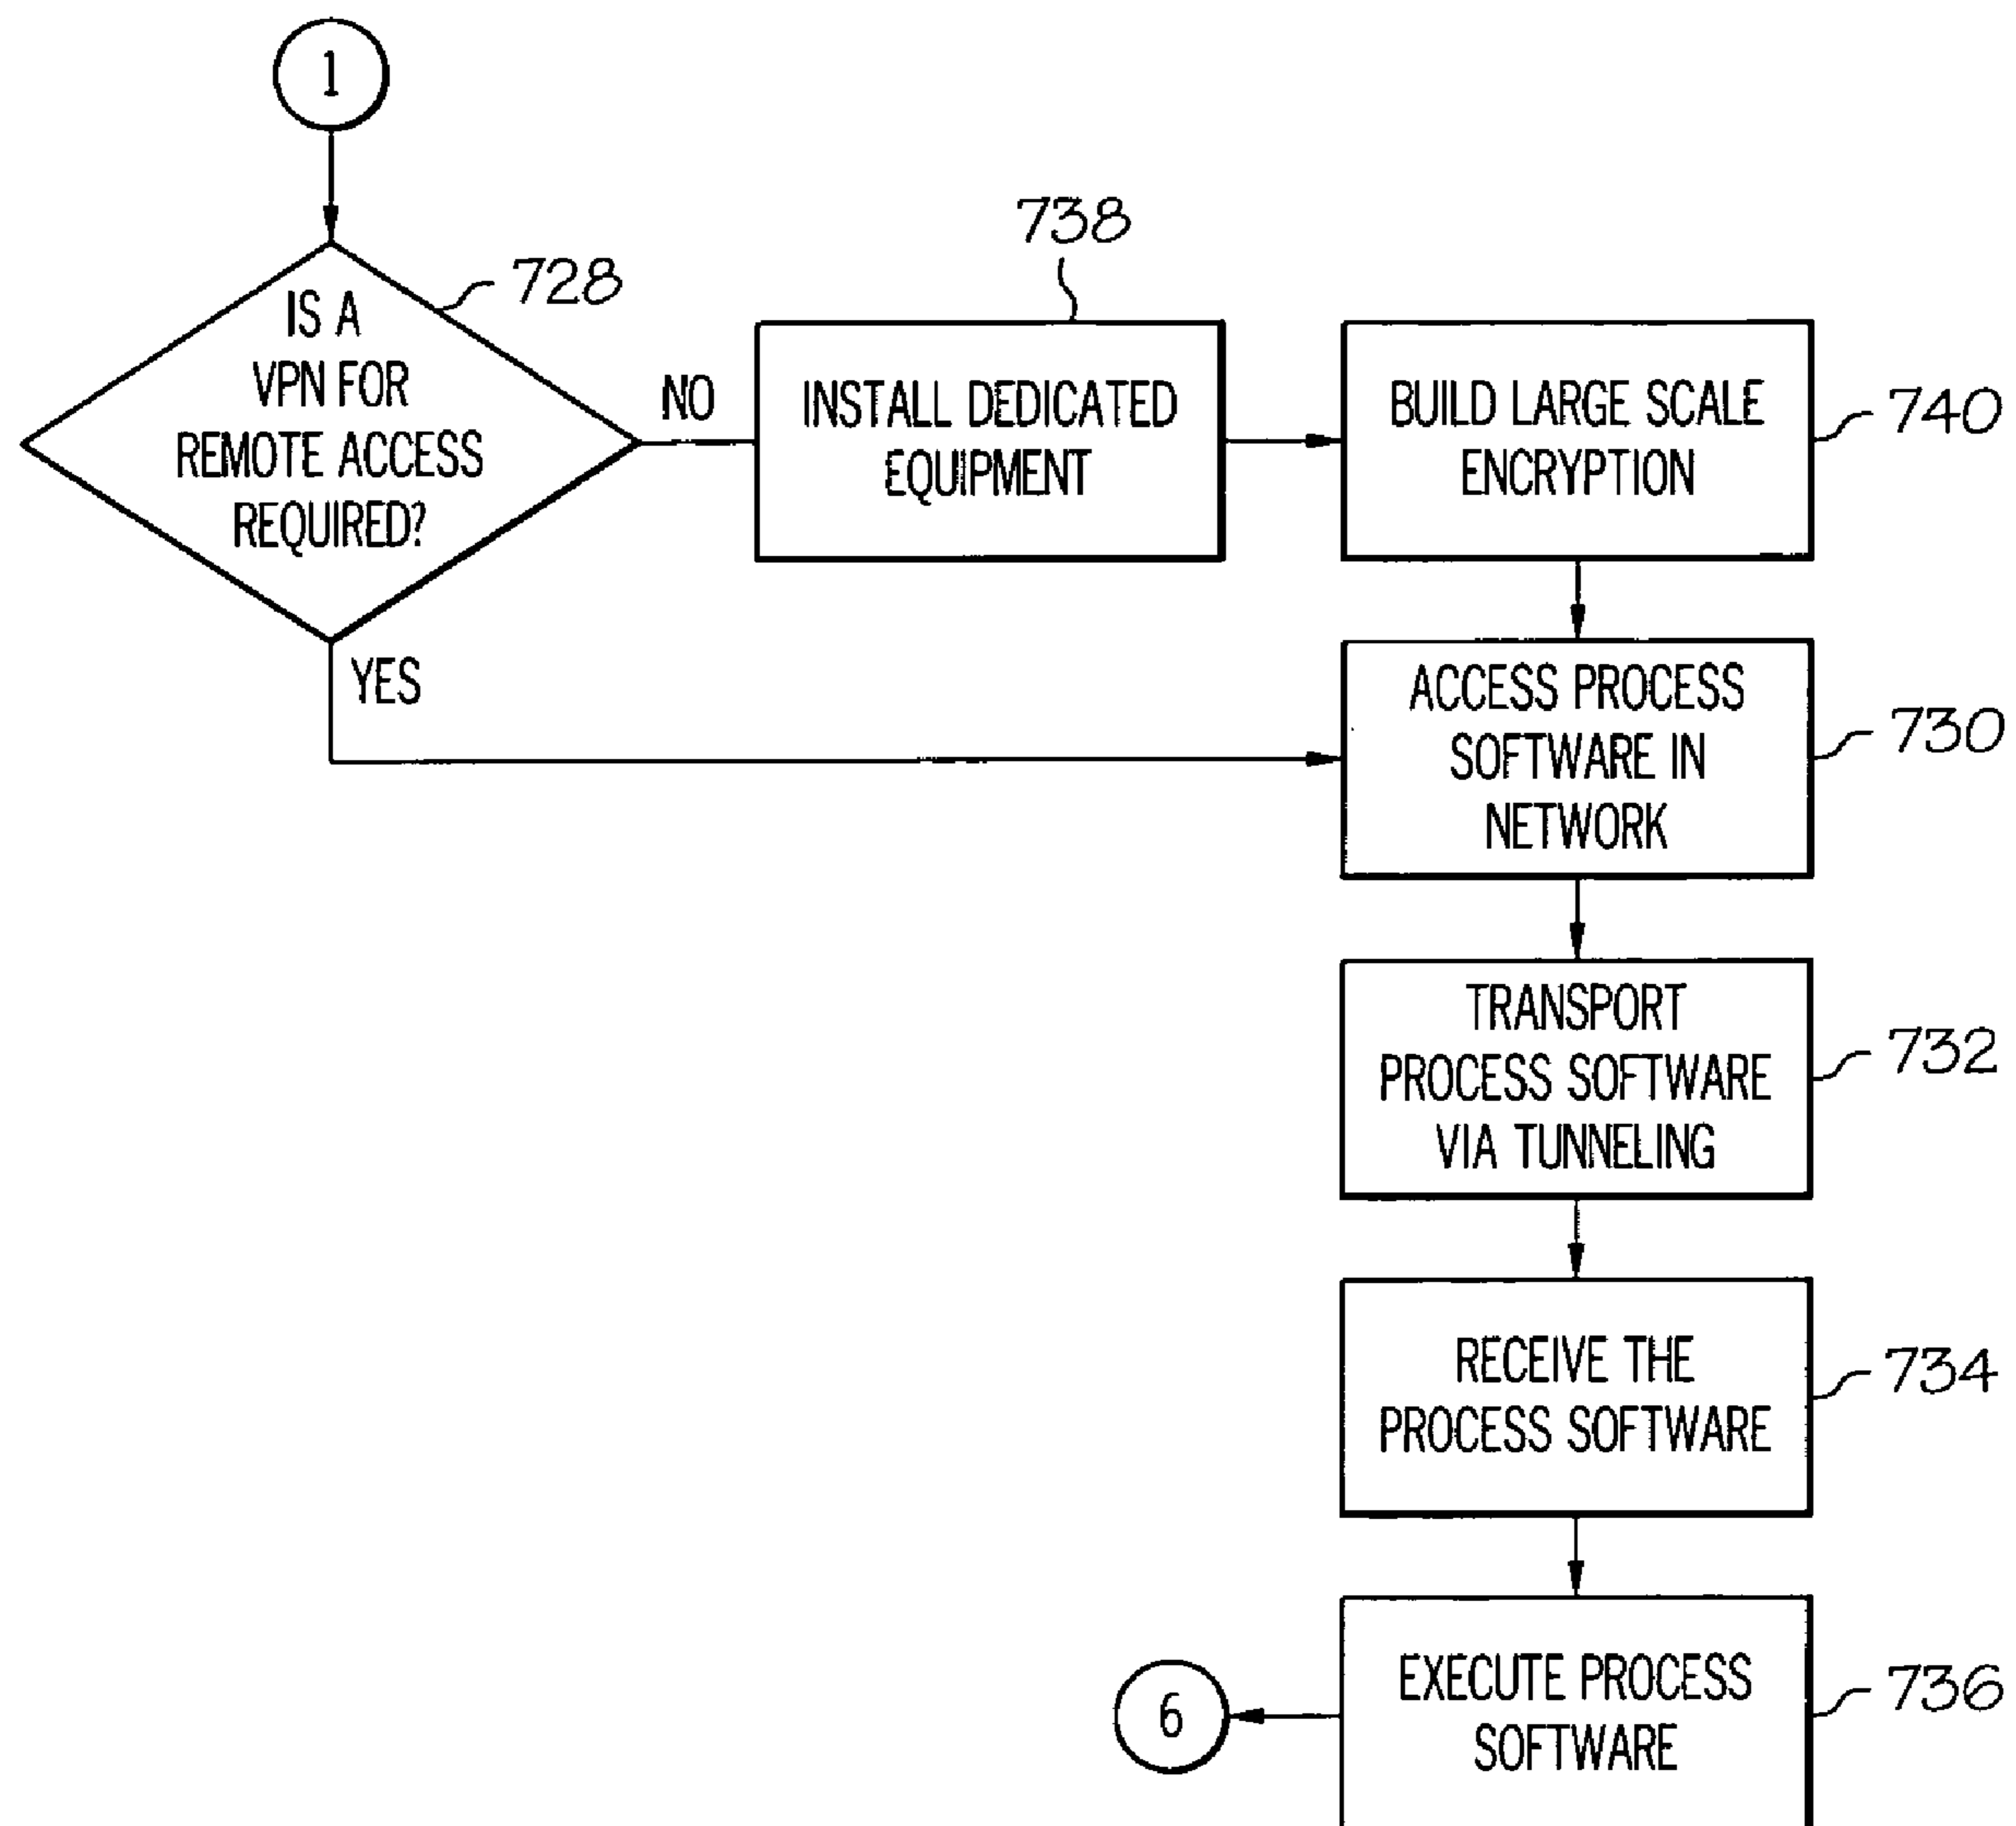 1
IS A
VPN FOR
REMOTE ACCESS
REQUIRED?
728
NO
YES
738
INSTALL DEDICATED
EQUIPMENT
BUILD LARGE SCALE
ENCRYPTION
740
ACCESS PROCESS
SOFTWARE IN
NETWORK
730
TRANSPORT
PROCESS SOFTWARE
VIA TUNNELING
732
RECEIVE THE
PROCESS SOFTWARE
734
EXECUTE PROCESS
SOFTWARE
736
6